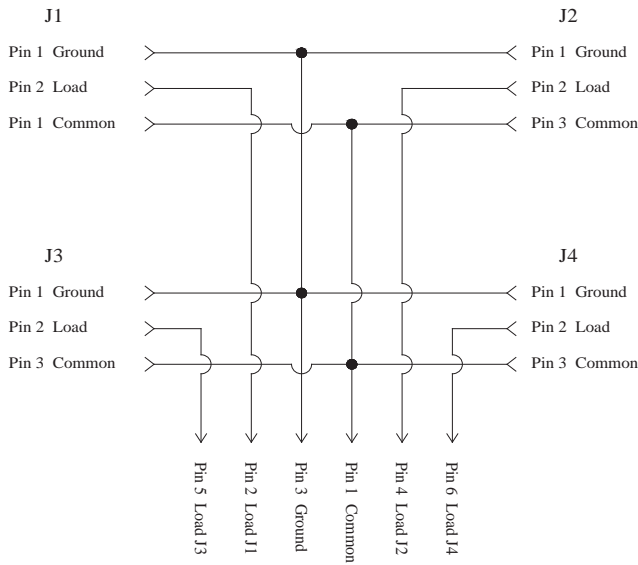 J1
J2
Pin 1 Ground
Pin 1 Ground
Pin 2 Load
Pin 2 Load
Pin 1 Common
Pin 3 Common
J3
J4
Pin 1 Ground
Pin 1 Ground
Pin 2 Load
Pin 2 Load
Pin 3 Common
Pin 3 Common
Pin 5 Load J3
Pin 2 Load J1
Pin 3 Ground
Pin 1 Common
Pin 4 Load J2
Pin 6 Load J4